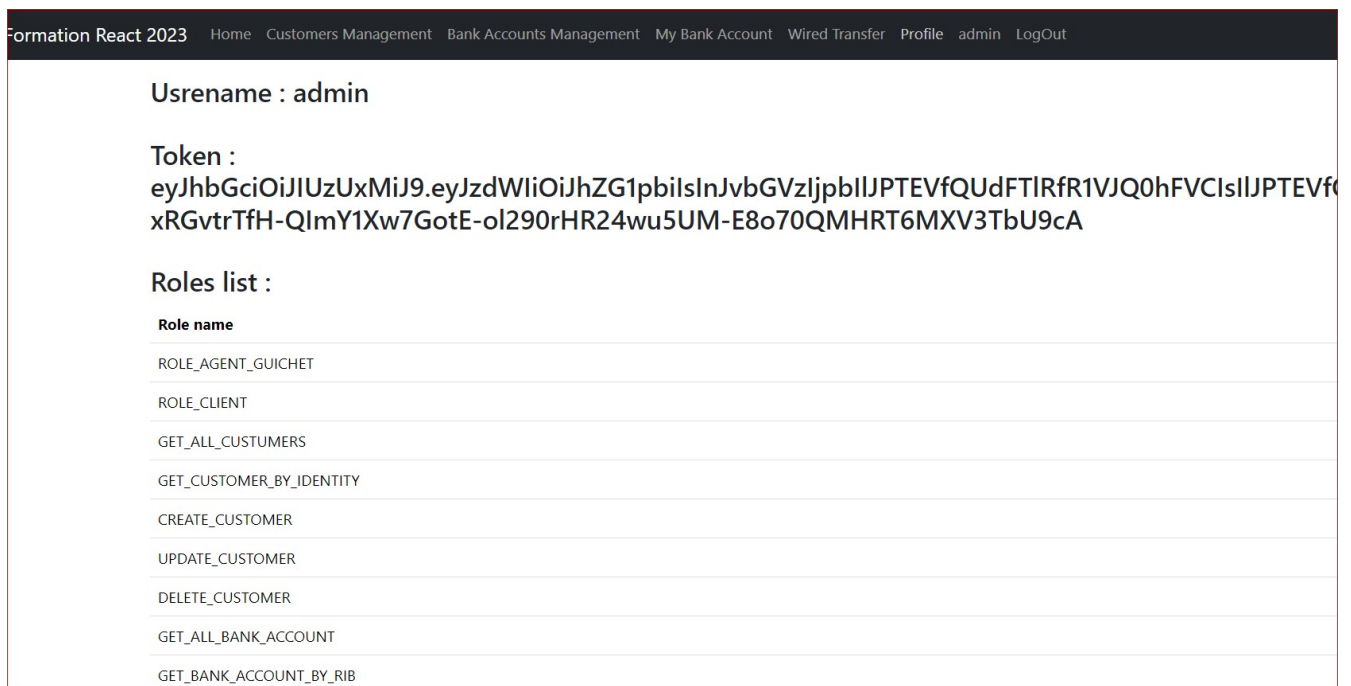 Formation React 2023 Home Customers Management Bank Accounts Management My Bank Account Wired Transfer Profile admin LogOut
Usrename : admin
Token :
eyJhbGciOiJIUzUxMiJ9.eyJzdWIiOiJhZG1pbiIsInJvbGVzIjpbIlJPTEVfQUdFTlRfR1VJQ0hFVCIsIlJPTEVf
xRGvtrTfH-QImY1Xw7GotE-ol290rHR24wu5UM-E8o70QMHRT6MXV3TbU9cA
Roles list :
Role name
ROLE_AGENT_GUICHET
ROLE_CLIENT
GET_ALL_CUSTUMERS
GET_CUSTOMER_BY_IDENTITY
CREATE_CUSTOMER
UPDATE_CUSTOMER
DELETE_CUSTOMER
GET_ALL_BANK_ACCOUNT
GET_BANK_ACCOUNT_BY_RIB